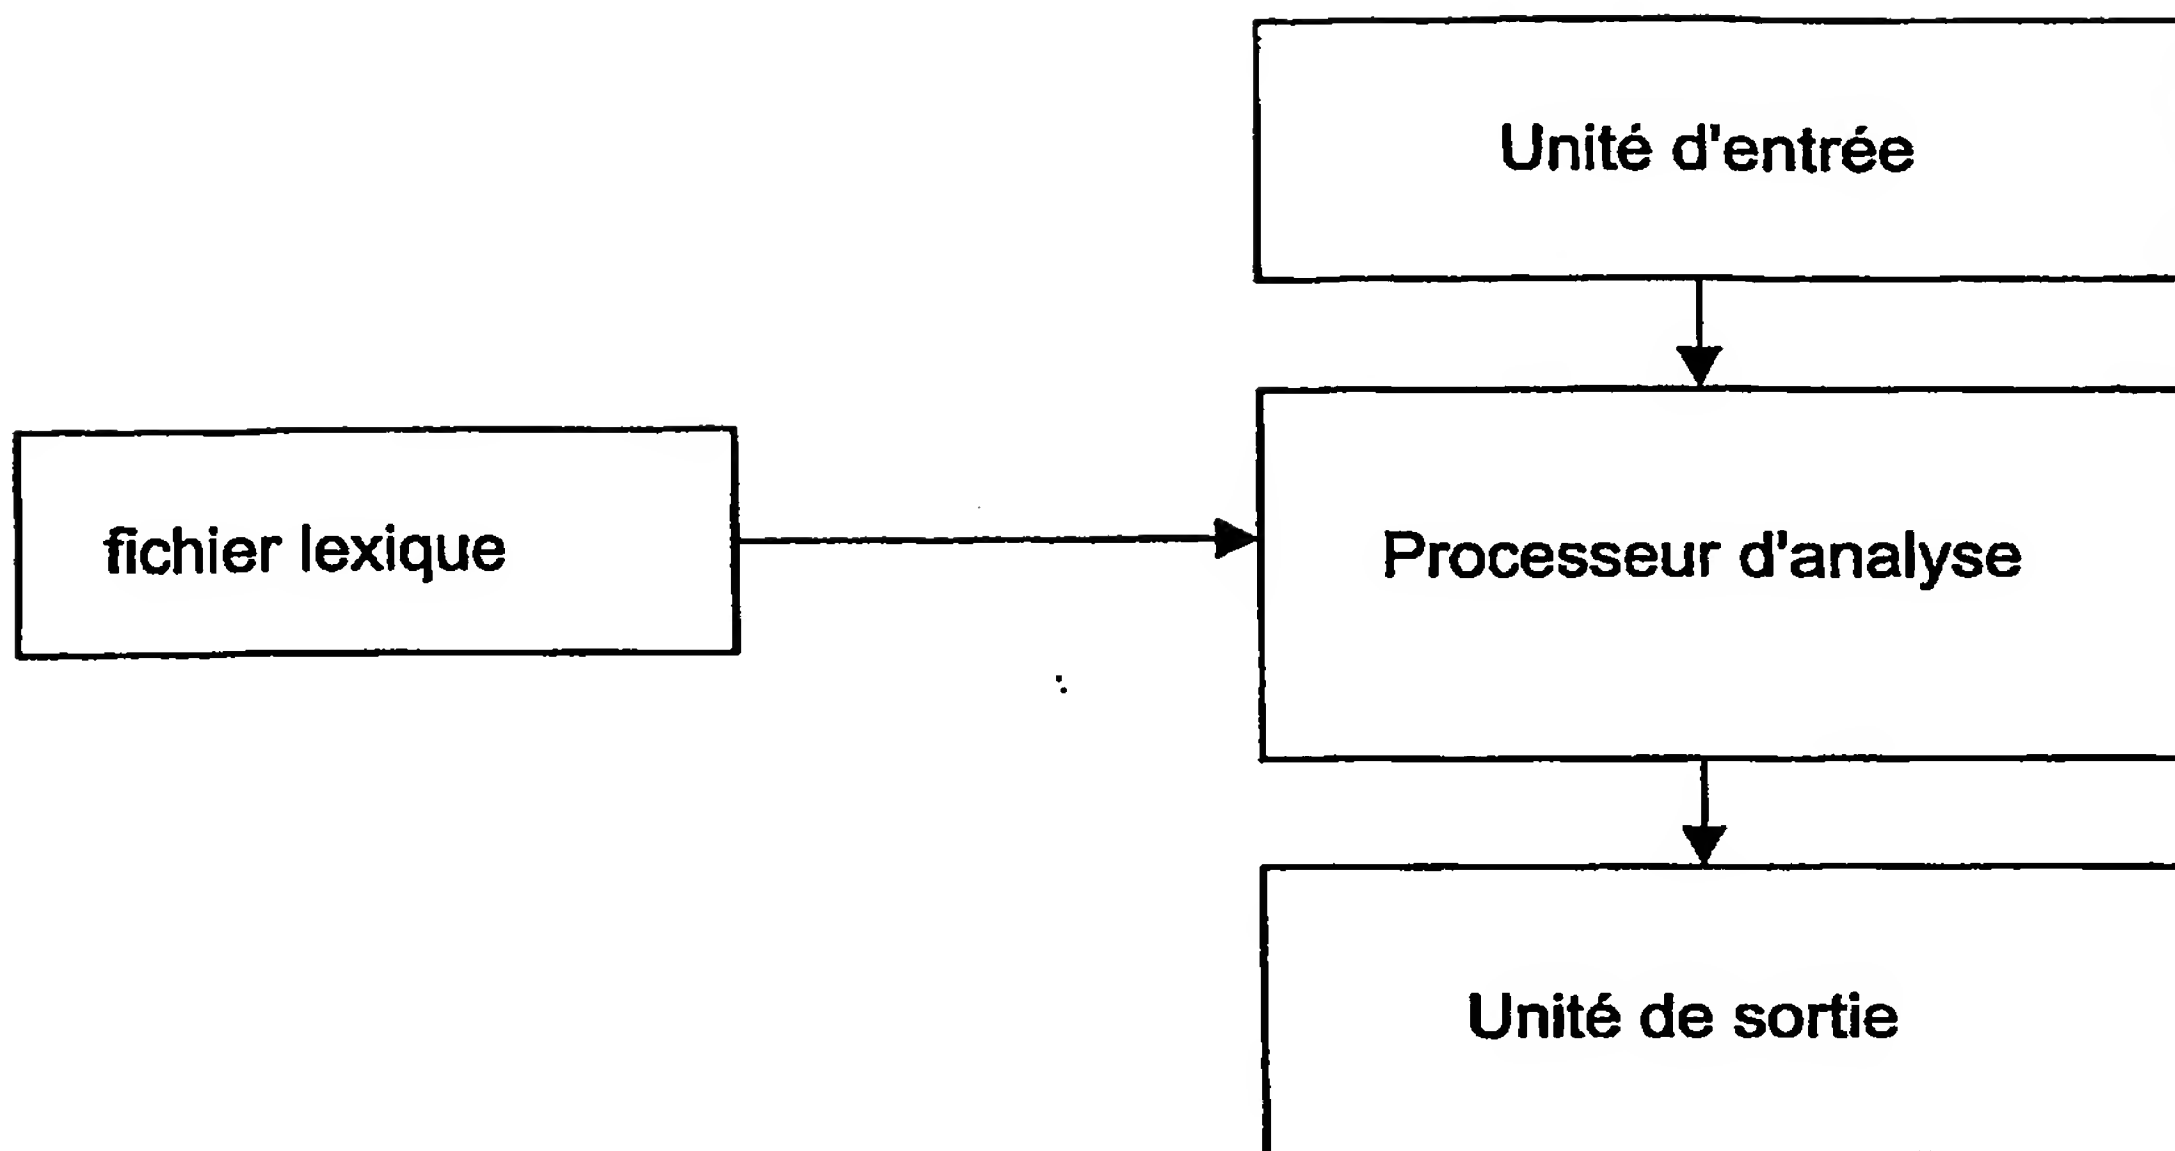 Unité d'entrée
fichier lexique
Processeur d'analyse
Unité de sortie